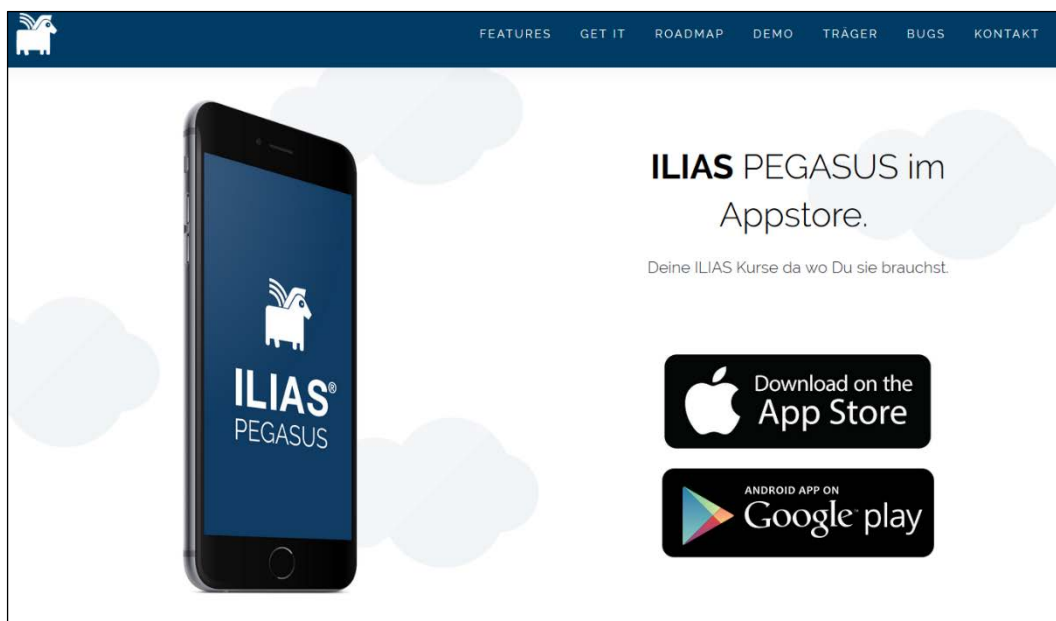 FEATURES GET IT ROADMAP DEMO TRÄGER BUGS KONTAKT
ILIAS PEGASUS im
Appstore.
Deine ILIAS Kurse da wo Du sie brauchst.
ILIAS®
PEGASUS
Download on the
App Store
ANDROID APP ON
Google™ play